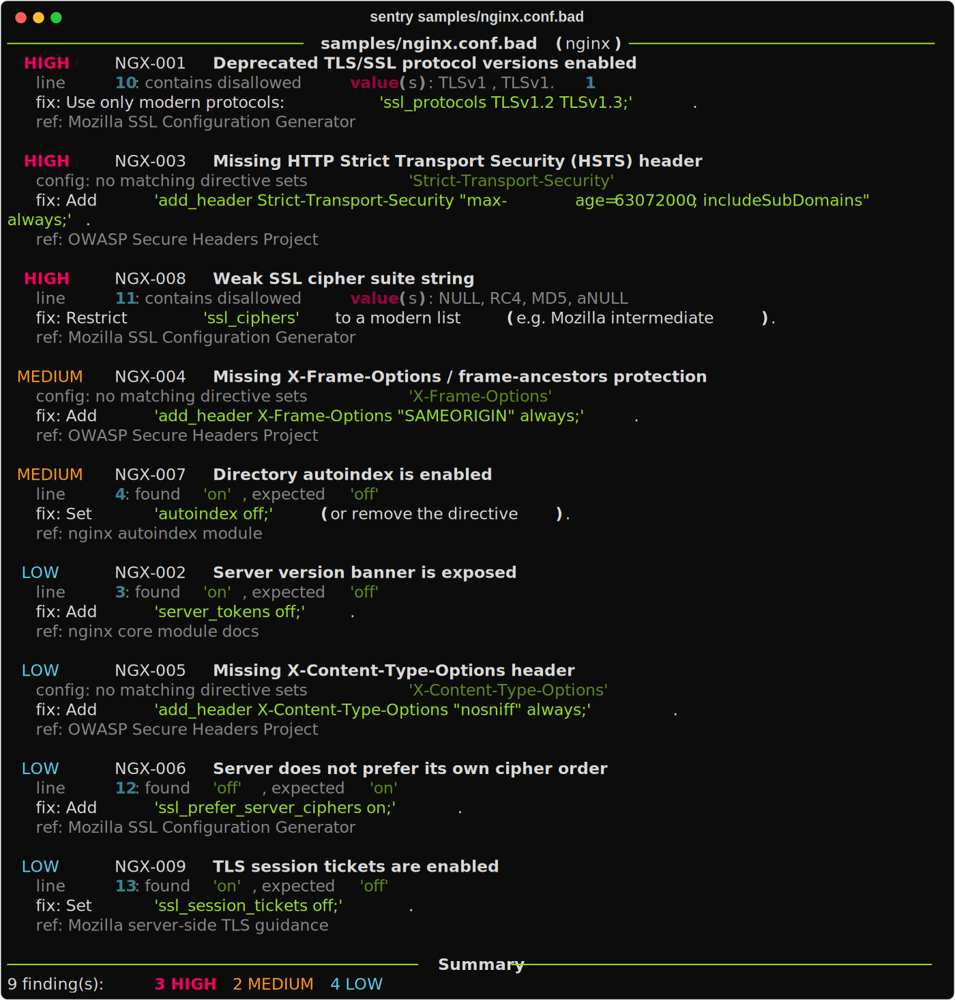 sentry samples/nginx.conf.bad
samples/nginx.conf.bad (nginx)
HIGH NGX-001 Deprecated TLS/SSL protocol versions enabled
line 10: contains disallowed value(s): TLSv1, TLSv1.1
fix: Use only modern protocols: 'ssl_protocols TLSv1.2 TLSv1.3;'.
ref: Mozilla SSL Configuration Generator
HIGH NGX-003 Missing HTTP Strict Transport Security (HSTS) header
config: no matching directive sets 'Strict-Transport-Security'
fix: Add 'add_header Strict-Transport-Security "max-age=63072000; includeSubDomains"
always;'.
ref: OWASP Secure Headers Project
HIGH NGX-008 Weak SSL cipher suite string
line 11: contains disallowed value(s): NULL, RC4, MD5, aNULL
fix: Restrict 'ssl_ciphers' to a modern list (e.g. Mozilla intermediate).
ref: Mozilla SSL Configuration Generator
MEDIUM NGX-004 Missing X-Frame-Options / frame-ancestors protection
config: no matching directive sets 'X-Frame-Options'
fix: Add 'add_header X-Frame-Options "SAMEORIGIN" always;'.
ref: OWASP Secure Headers Project
MEDIUM NGX-007 Directory autoindex is enabled
line 4: found 'on', expected 'off'
fix: Set 'autoindex off;' (or remove the directive).
ref: nginx autoindex module
LOW NGX-002 Server version banner is exposed
line 3: found 'on', expected 'off'
fix: Add 'server_tokens off;'.
ref: nginx core module docs
LOW NGX-005 Missing X-Content-Type-Options header
config: no matching directive sets 'X-Content-Type-Options'
fix: Add 'add_header X-Content-Type-Options "nosniff" always;'.
ref: OWASP Secure Headers Project
LOW NGX-006 Server does not prefer its own cipher order
line 12: found 'off', expected 'on'
fix: Add 'ssl_prefer_server_ciphers on;'.
ref: Mozilla SSL Configuration Generator
LOW NGX-009 TLS session tickets are enabled
line 13: found 'on', expected 'off'
fix: Set 'ssl_session_tickets off;'.
ref: Mozilla server-side TLS guidance
Summary
9 finding(s): 3 HIGH 2 MEDIUM 4 LOW